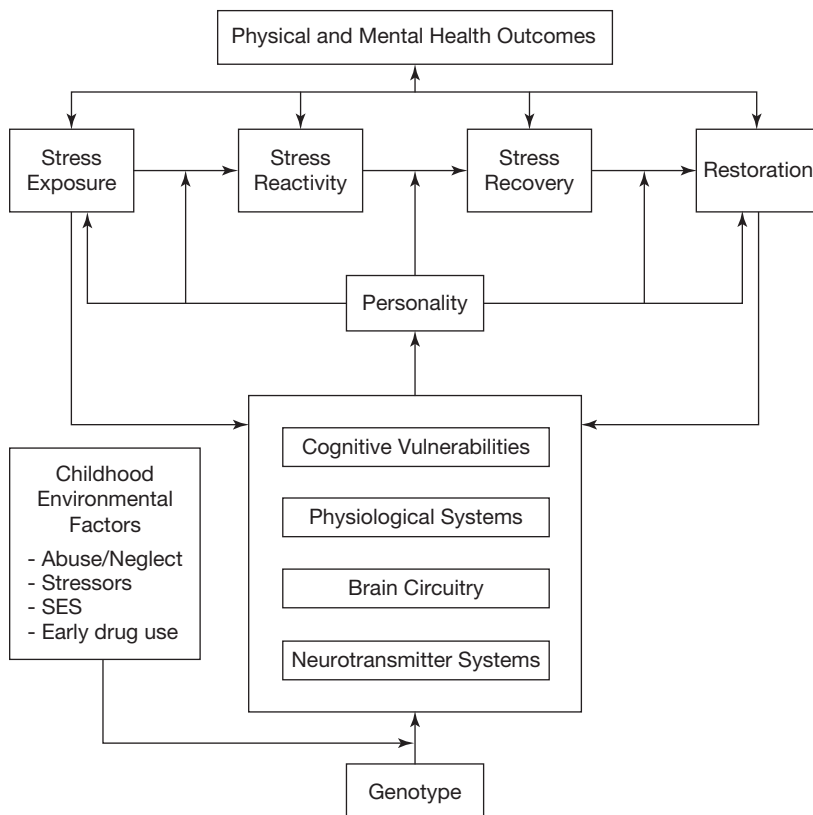 Physical and Mental Health Outcomes
Stress
Exposure
Stress
Reactivity
Stress
Recovery
Restoration
Personality
Cognitive Vulnerabilities
Physiological Systems
Brain Circuitry
Neurotransmitter Systems
Childhood
Environmental
Factors
- Abuse/Neglect
- Stressors
- SES
- Early drug use
Genotype